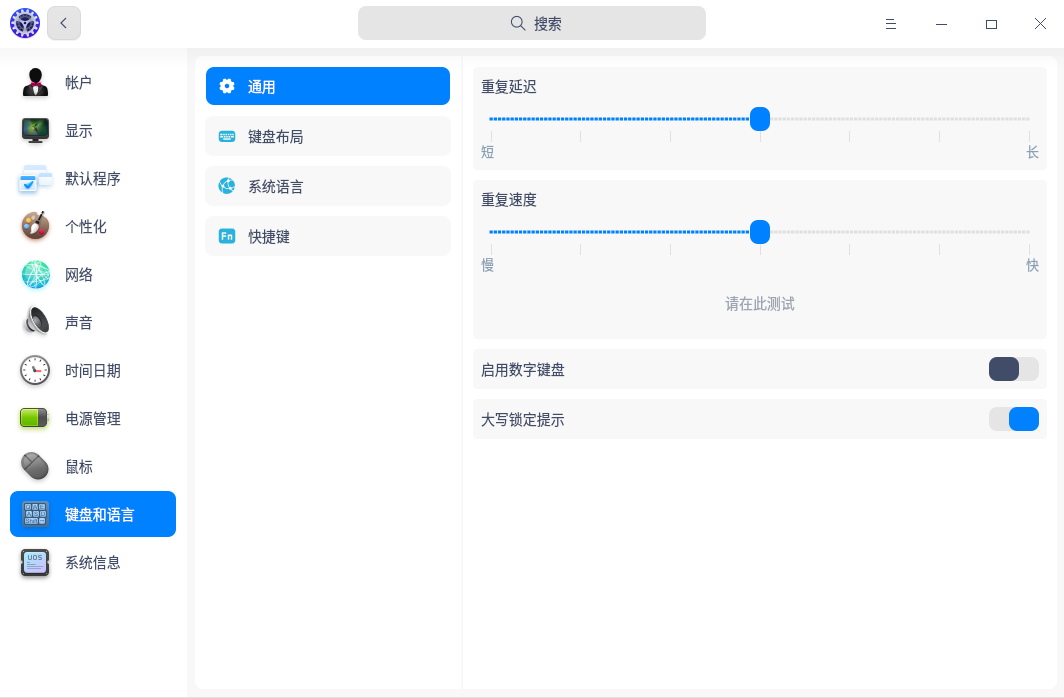 搜索
帐户
显示
默认程序
个性化
网络
声音
时间日期
电源管理
鼠标
键盘和语言
系统信息
通用
键盘布局
系统语言
Fn 快捷键
重复延迟
短 长
重复速度
慢 快
请在此测试
启用数字键盘
大写锁定提示
UOS